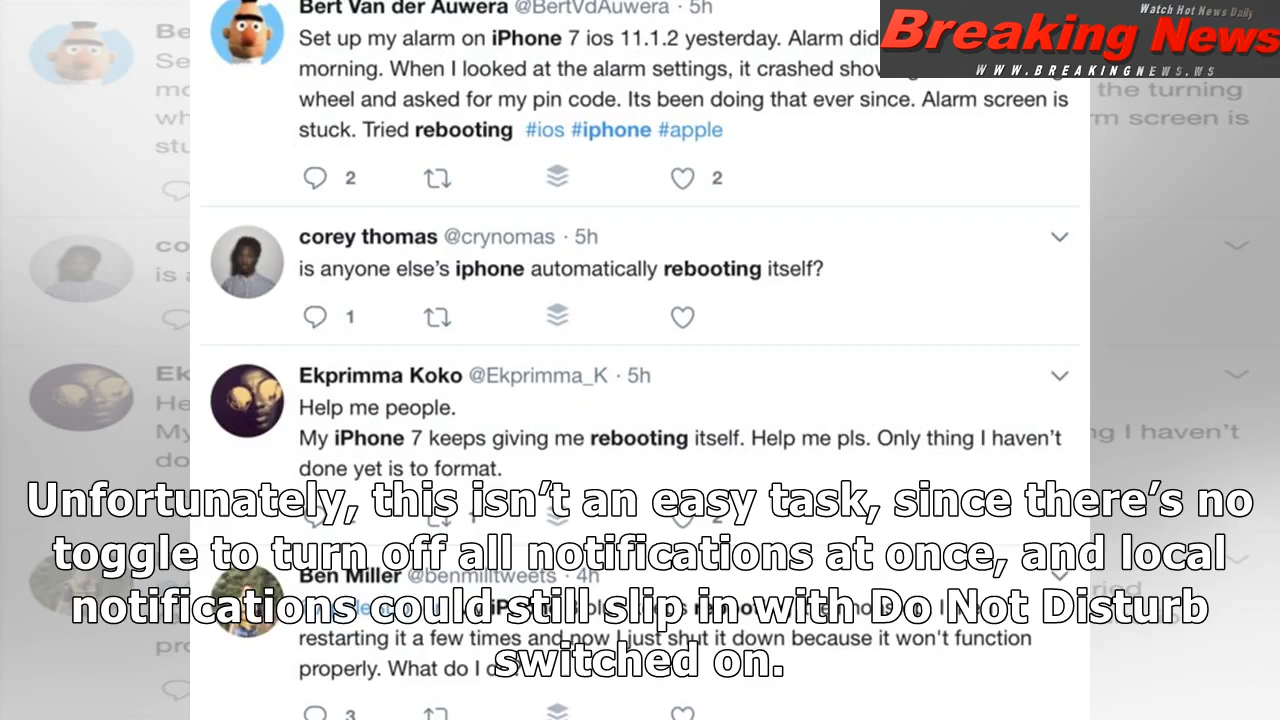 Bert Van der Auwera @BertVdAuwera · 5h
Watch Hot News Daily
Breaking News
WWW.BREAKINGNEWS.WS
Set up my alarm on iPhone 7 ios 11.1.2 yesterday. Alarm did
morning. When I looked at the alarm settings, it crashed
wheel and asked for my pin code. Its been doing that ever since. Alarm screen is
stuck. Tried rebooting #ios #iphone #apple
2 2
corey thomas @crynomas · 5h
is anyone else's iphone automatically rebooting itself?
1
Ekprimma Koko @Ekprimma_K · 5h
Help me people.
My iPhone 7 keeps giving me rebooting itself. Help me pls. Only thing I haven't
done yet is to format.
Unfortunately, this isn't an easy task, since there's no
toggle to turn off all notifications at once, and local
notifications could still slip in with Do Not Disturb
switched on.
Ben Miller @benmilltweets · 4h
restarting it a few times and now I just shut it down because it won't function
properly. What do I
3